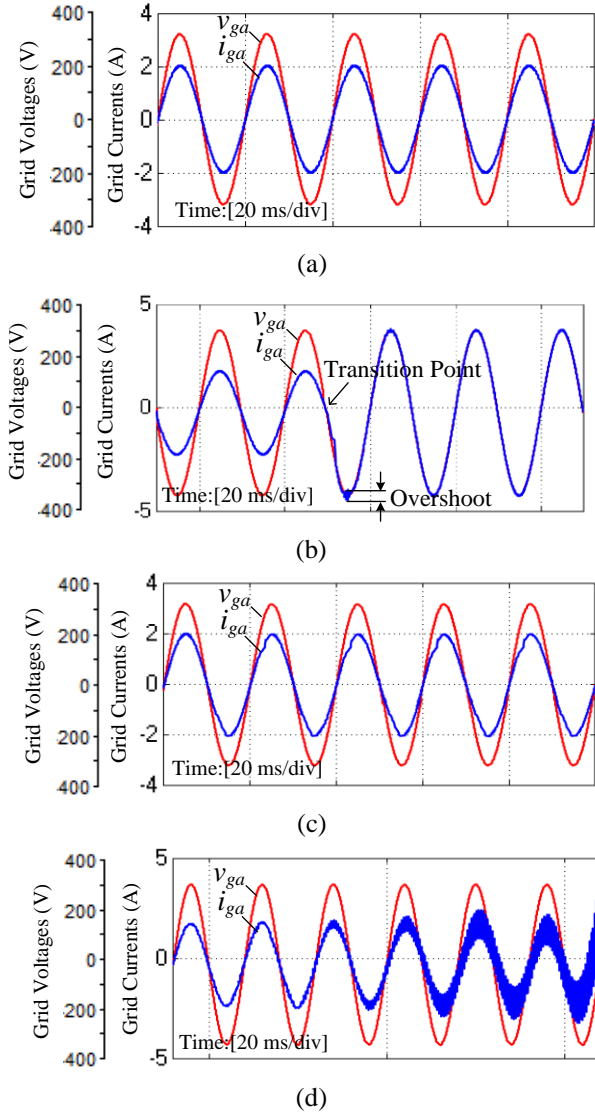 Grid Voltages (V)
400
200
0
-200
-400
Grid Currents (A)
4
2
0
-2
-4
v_ga
i_ga
Time:[20 ms/div]
(a)
Grid Voltages (V)
400
200
0
-200
-400
Grid Currents (A)
5
0
-5
v_ga
i_ga
Transition Point
Overshoot
Time:[20 ms/div]
(b)
Grid Voltages (V)
400
200
0
-200
-400
Grid Currents (A)
4
2
0
-2
-4
v_ga
i_ga
Time:[20 ms/div]
(c)
Grid Voltages (V)
400
200
0
-200
-400
Grid Currents (A)
5
0
-5
v_ga
i_ga
Time:[20 ms/div]
(d)